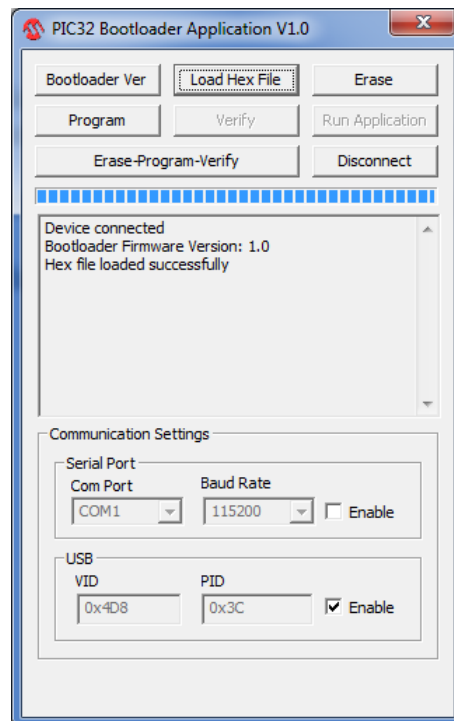 PIC32 Bootloader Application V1.0
Bootloader Ver Load Hex File Erase
Program Verify Run Application
Erase-Program-Verify Disconnect
Device connected
Bootloader Firmware Version: 1.0
Hex file loaded successfully
Communication Settings
Serial Port
Com Port Baud Rate
COM1 115200 Enable
USB
VID PID
0x4D8 0x3C Enable